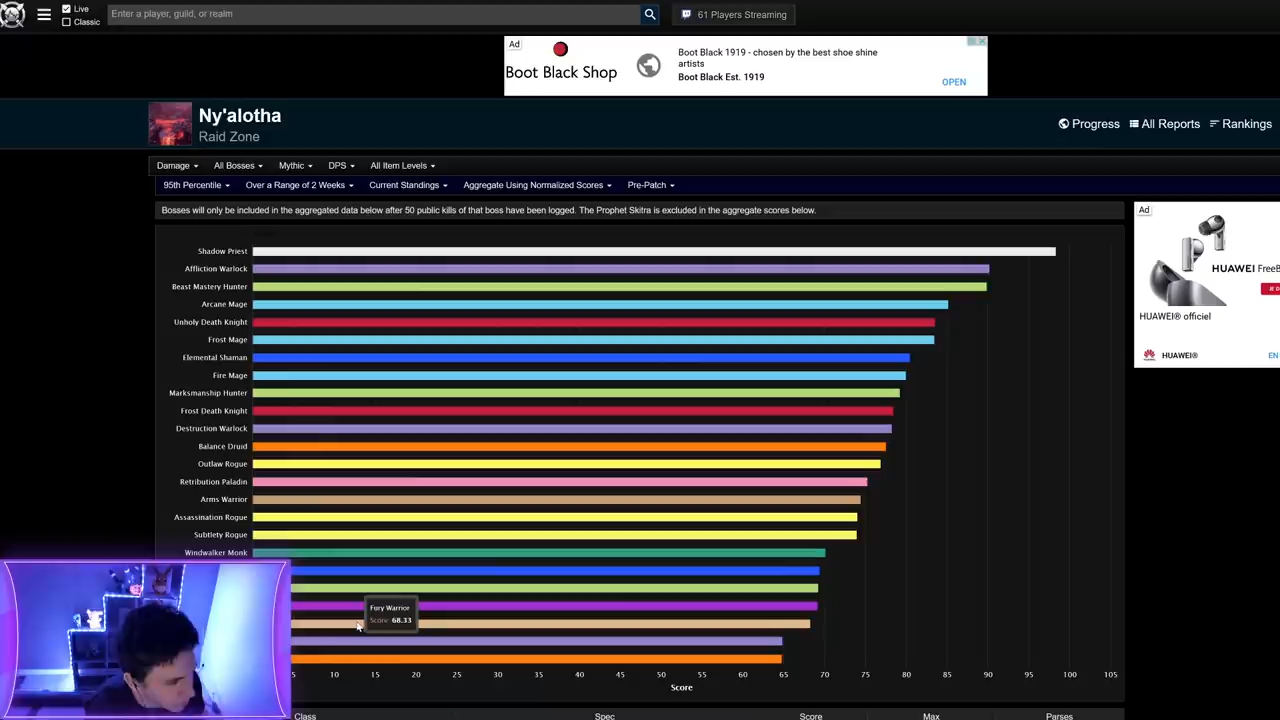 Live
Classic
Enter a player, guild, or realm
61 Players Streaming
Ad
Boot Black Shop
Boot Black 1919 - chosen by the best shoe shine
artists
Boot Black Est. 1919
OPEN
Ny'alotha
Raid Zone
Progress
All Reports
Rankings
Damage
All Bosses
Mythic
DPS
All Item Levels
95th Percentile
Over a Range of 2 Weeks
Current Standings
Aggregate Using Normalized Scores
Pre-Patch
Bosses will only be included in the aggregated data below after 50 public kills of that boss have been logged. The Prophet Skitra is excluded in the aggregate scores below.
Ad
HUAWEI FreeB
HUAWEI® officiel
HUAWEI®
EN
Shadow Priest
Affliction Warlock
Beast Mastery Hunter
Arcane Mage
Unholy Death Knight
Frost Mage
Elemental Shaman
Fire Mage
Marksmanship Hunter
Frost Death Knight
Destruction Warlock
Balance Druid
Outlaw Rogue
Retribution Paladin
Arms Warrior
Assassination Rogue
Subtlety Rogue
Windwalker Monk
Fury Warrior
Score: 68.33
5 10 15 20 25 30 35 40 45 50 55 60 65 70 75 80 85 90 95 100 105
Score
Class
Spec
Score
Max
Parses